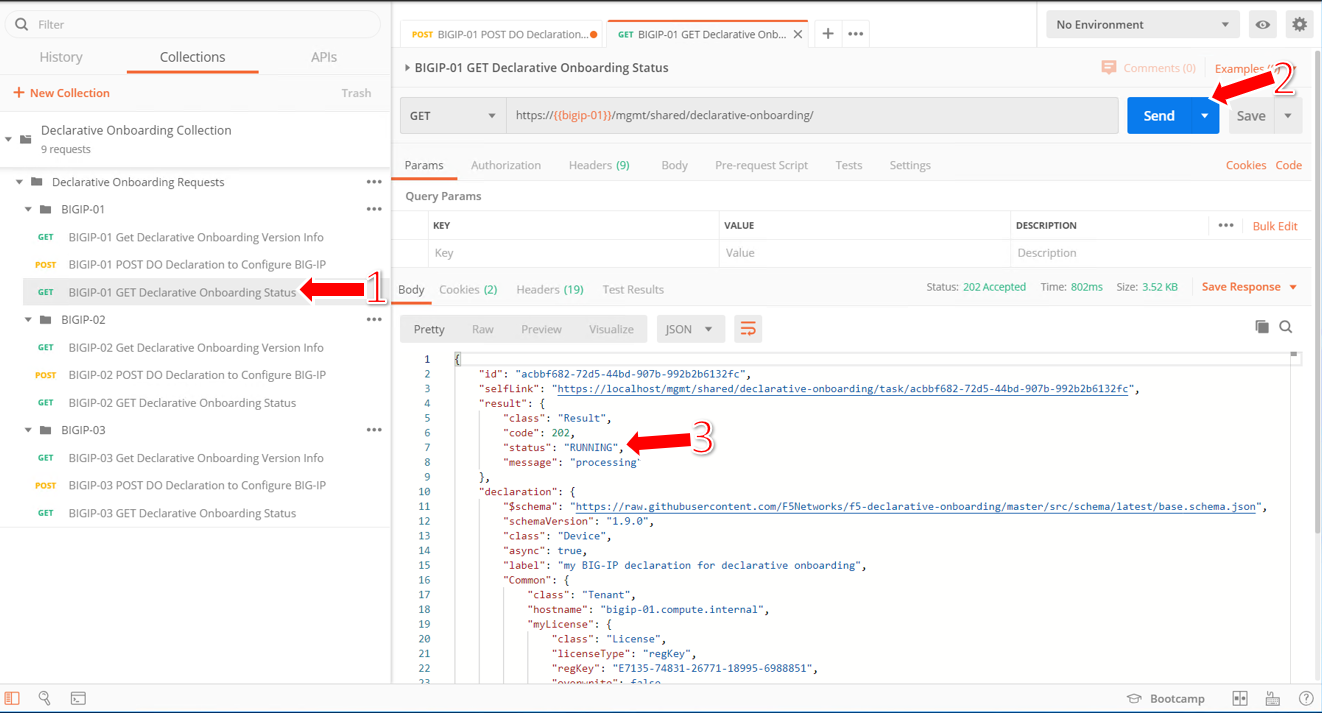 Filter
History Collections APIs
+ New Collection Trash
Declarative Onboarding Collection
9 requests
Declarative Onboarding Requests
BIGIP-01
GET BIGIP-01 Get Declarative Onboarding Version Info
POST BIGIP-01 POST DO Declaration to Configure BIG-IP
GET BIGIP-01 GET Declarative Onboarding Status
1
BIGIP-02
GET BIGIP-02 Get Declarative Onboarding Version Info
POST BIGIP-02 POST DO Declaration to Configure BIG-IP
GET BIGIP-02 GET Declarative Onboarding Status
BIGIP-03
GET BIGIP-03 Get Declarative Onboarding Version Info
POST BIGIP-03 POST DO Declaration to Configure BIG-IP
GET BIGIP-03 GET Declarative Onboarding Status
POST BIGIP-01 POST DO Declaration... GET BIGIP-01 GET Declarative Onb... No Environment
BIGIP-01 GET Declarative Onboarding Status Comments (0) Examples
2
GET https://{{bigip-01}}/mgmt/shared/declarative-onboarding/ Send Save
Params Authorization Headers (9) Body Pre-request Script Tests Settings Cookies Code
Query Params
KEY VALUE DESCRIPTION Bulk Edit
Key Value Description
Body Cookies (2) Headers (19) Test Results Status: 202 Accepted Time: 802ms Size: 3.52 KB Save Response
Pretty Raw Preview Visualize JSON
1 {
2 "id": "acbbf682-72d5-44bd-907b-992b2b6132fc",
3 "selfLink": "https://localhost/mgmt/shared/declarative-onboarding/task/acbbf682-72d5-44bd-907b-992b2b6132fc",
4 "result": {
5 "class": "Result",
6 "code": 202,
7 "status": "RUNNING",
3
8 "message": "processing"
9 },
10 "declaration": {
11 "$schema": "https://raw.githubusercontent.com/F5Networks/f5-declarative-onboarding/master/src/schema/latest/base.schema.json",
12 "schemaVersion": "1.9.0",
13 "class": "Device",
14 "async": true,
15 "label": "my BIG-IP declaration for declarative onboarding",
16 "Common": {
17 "class": "Tenant",
18 "hostname": "bigip-01.compute.internal",
19 "myLicense": {
20 "class": "License",
21 "licenseType": "regKey",
22 "regKey": "E7135-74831-26771-18995-6988851",
23 "overwrite": false
Bootcamp